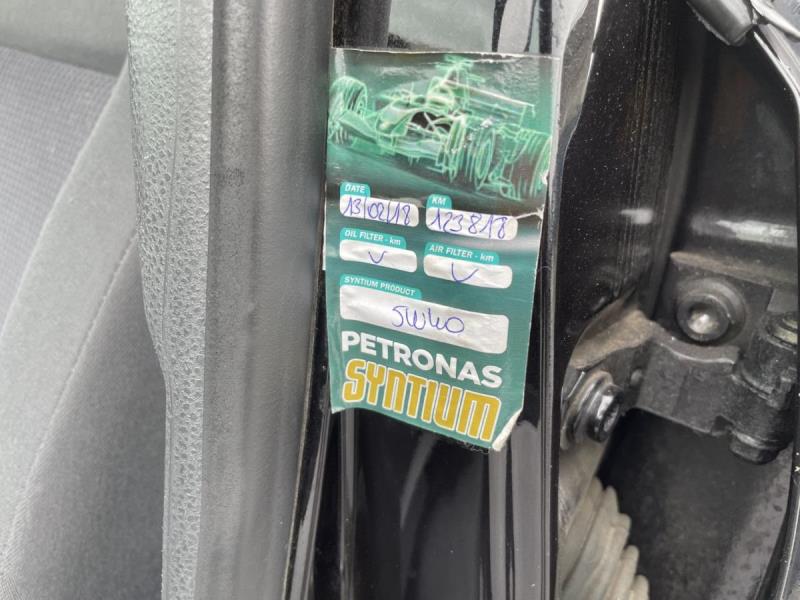 DATE KM
13/02/18 123818
OIL FILTER - km AIR FILTER - km
SYNTIUM PRODUCT
5W40
PETRONAS
SYNTIUM